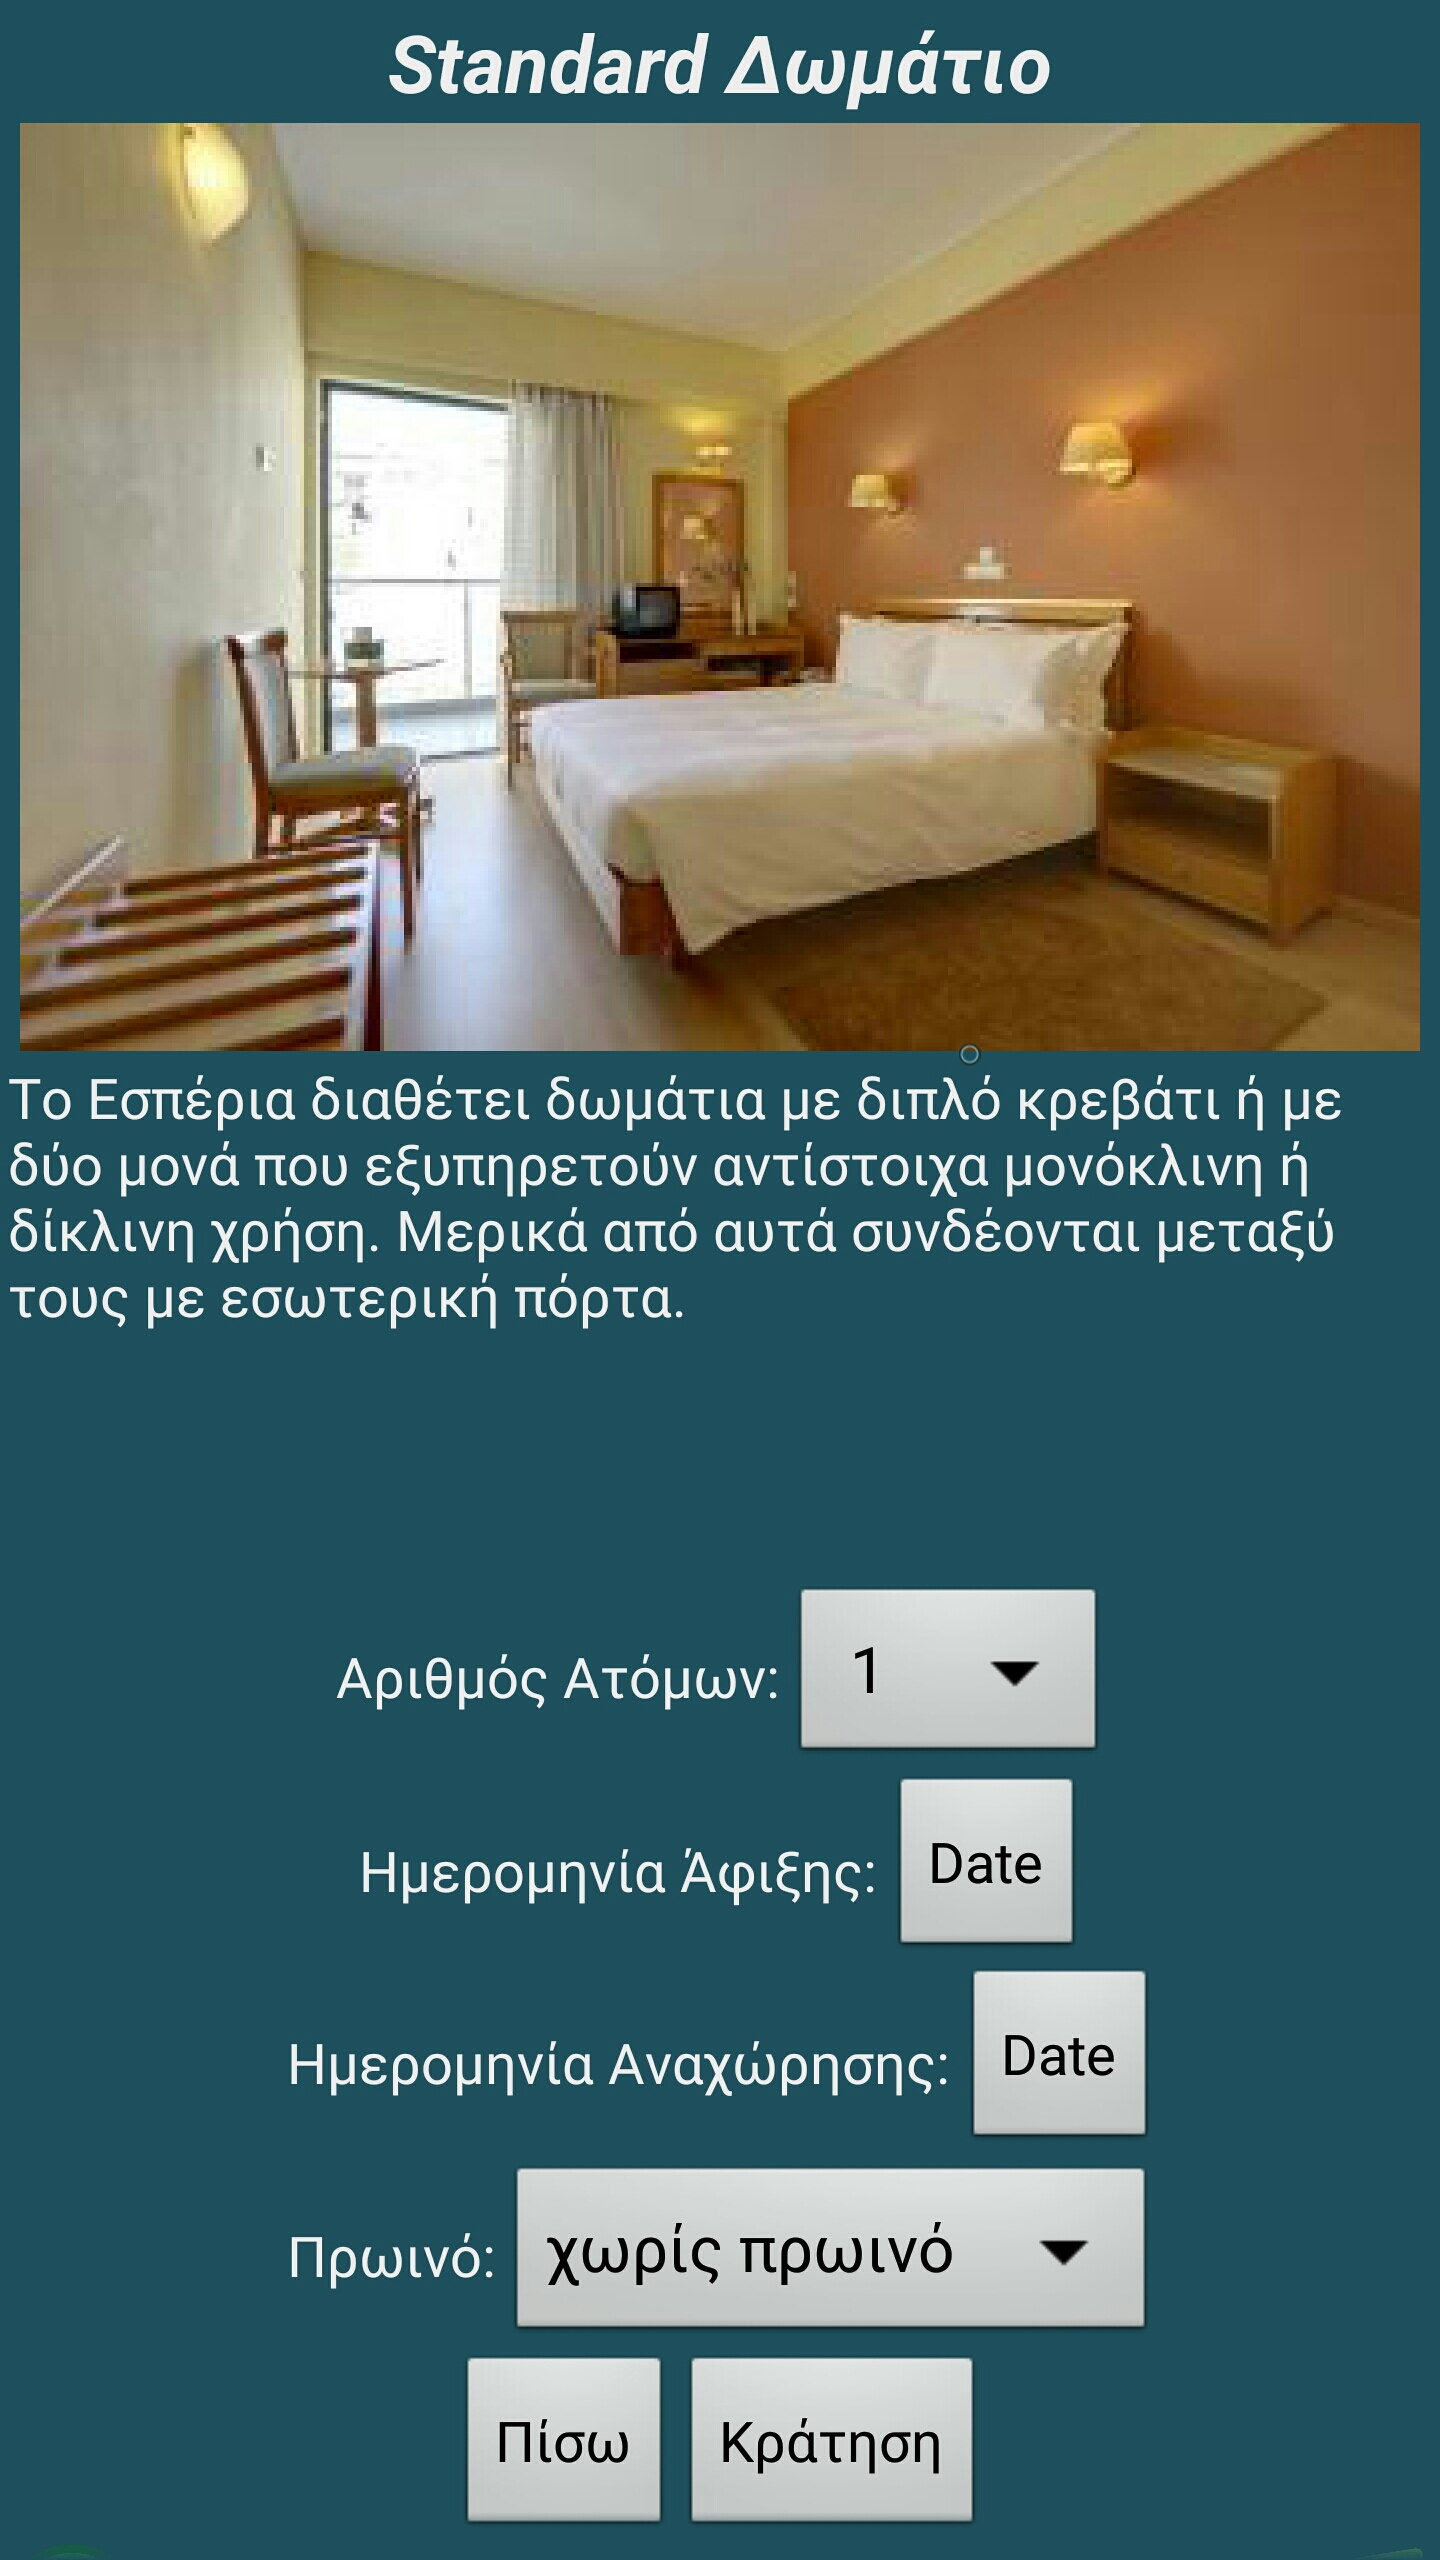 Standard Δωμάτιο
Το Εσπέρια διαθέτει δωμάτια με διπλό κρεβάτι ή με
δύο μονά που εξυπηρετούν αντίστοιχα μονόκλινη ή
δίκλινη χρήση. Μερικά από αυτά συνδέονται μεταξύ
τους με εσωτερική πόρτα.
Αριθμός Ατόμων: 1
Ημερομηνία Άφιξης: Date
Ημερομηνία Αναχώρησης: Date
Πρωινό: χωρίς πρωινό
Πίσω Κράτηση